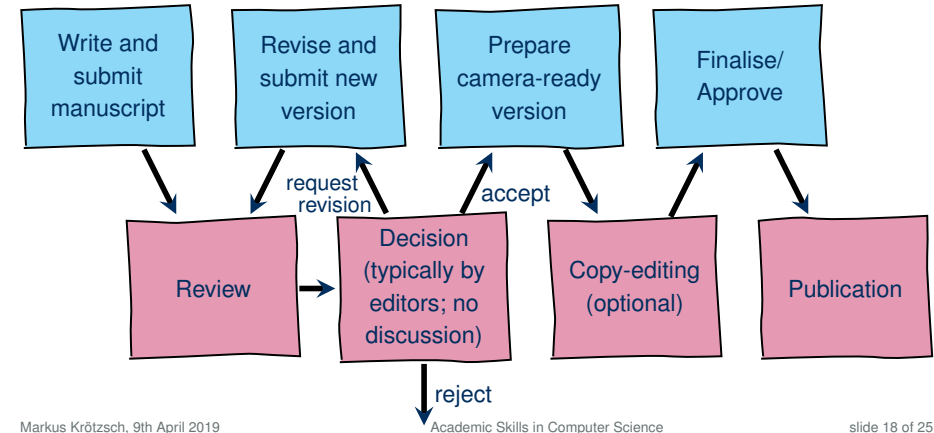 Write and
submit
manuscript
Revise and
submit new
version
Prepare
camera-ready
version
Finalise/
Approve
request
revision
accept
Review
Decision
(typically by
editors; no
discussion)
Copy-editing
(optional)
Publication
reject
Markus Krötzsch, 9th April 2019
Academic Skills in Computer Science
slide 18 of 25